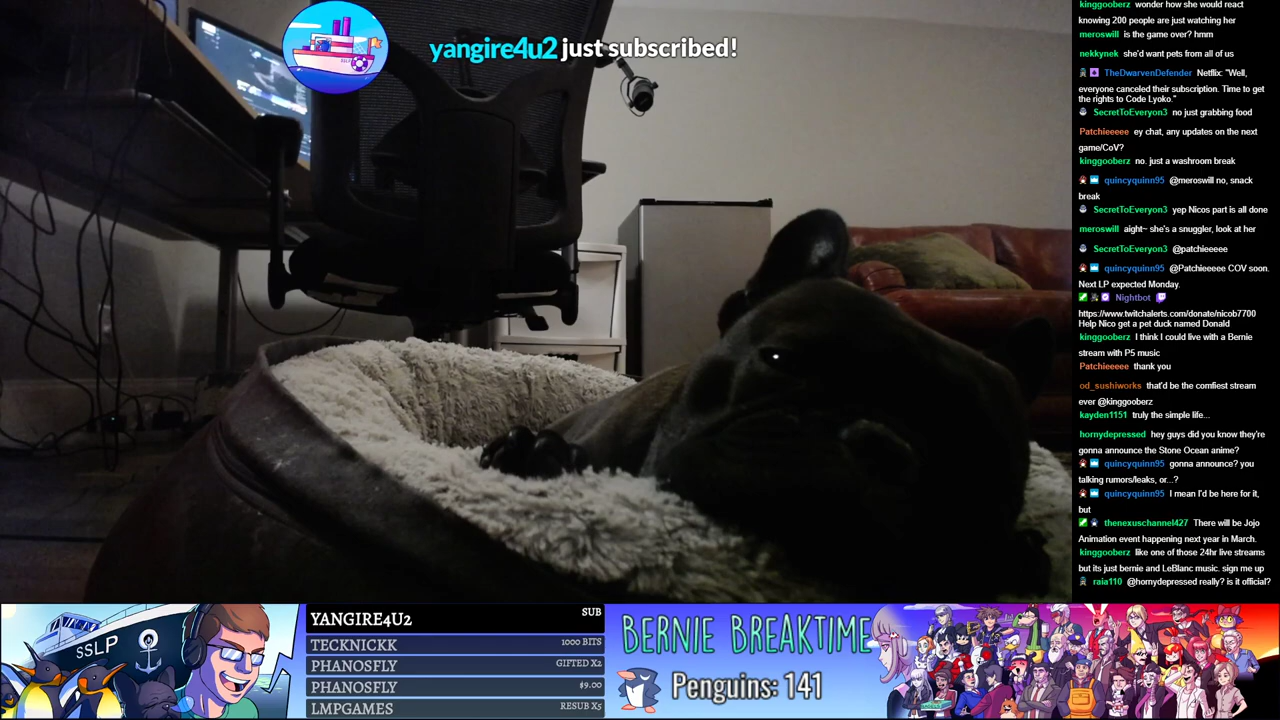 yangire4u2 just subscribed!
kinggooberz wonder how she would react
knowing 200 people are just watching her
meroswill is the game over? hmm
nekkynek she'd want pets from all of us
TheDwarvenDefender Netflix: "Well,
everyone canceled their subscription. Time to get
the rights to Code Lyoko."
SecretToEveryon3 no just grabbing food
Patchieeeee ey chat, any updates on the next
game/CoV?
kinggooberz no. just a washroom break
quincyquinn95 @meroswill no, snack
break
SecretToEveryon3 yep Nicos part is all done
meroswill aight~ she's a snuggler, look at her
SecretToEveryon3 @patchieeeee
quincyquinn95 @Patchieeeee COV soon.
Next LP expected Monday.
Nightbot
https://www.twitchalerts.com/donate/nicob7700
Help Nico get a pet duck named Donald
kinggooberz I think I could live with a Bernie
stream with P5 music
Patchieeeee thank you
od_sushiworks that'd be the comfiest stream
ever @kinggooberz
kayden1151 truly the simple life...
hornydepressed hey guys did you know they're
gonna announce the Stone Ocean anime?
quincyquinn95 gonna announce? you
talking rumors/leaks, or...?
quincyquinn95 I mean I'd be here for it,
but
thenexuschannel427 There will be Jojo
Animation event happening next year in March.
kinggooberz like one of those 24hr live streams
but its just bernie and LeBlanc music. sign me up
raia110 @hornydepressed really? is it official?
SSLP
YANGIRE4U2 SUB
TECKNICKK 1000 BITS
PHANOSFLY GIFTED X2
PHANOSFLY $9.00
LMPGAMES RESUB X5
BERNIE BREAKTIME
Penguins: 141